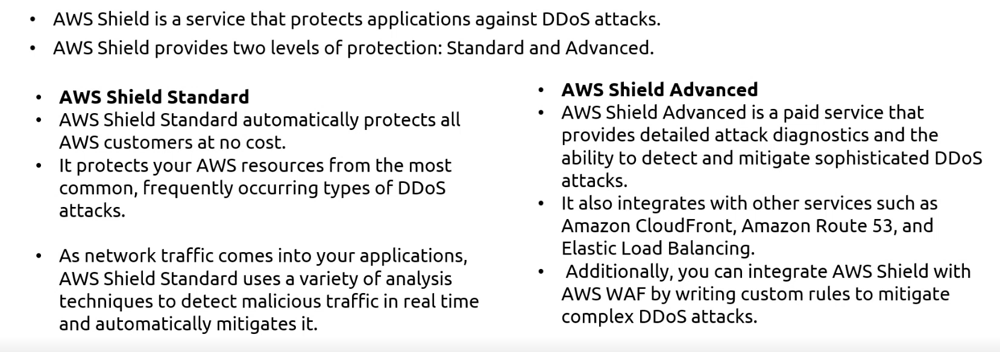 • AWS Shield is a service that protects applications against DDoS attacks.
• AWS Shield provides two levels of protection: Standard and Advanced.
• AWS Shield Standard
• AWS Shield Standard automatically protects all
AWS customers at no cost.
• It protects your AWS resources from the most
common, frequently occurring types of DDoS
attacks.
• As network traffic comes into your applications,
AWS Shield Standard uses a variety of analysis
techniques to detect malicious traffic in real time
and automatically mitigates it.
• AWS Shield Advanced
• AWS Shield Advanced is a paid service that
provides detailed attack diagnostics and the
ability to detect and mitigate sophisticated DDoS
attacks.
• It also integrates with other services such as
Amazon CloudFront, Amazon Route 53, and
Elastic Load Balancing.
• Additionally, you can integrate AWS Shield with
AWS WAF by writing custom rules to mitigate
complex DDoS attacks.